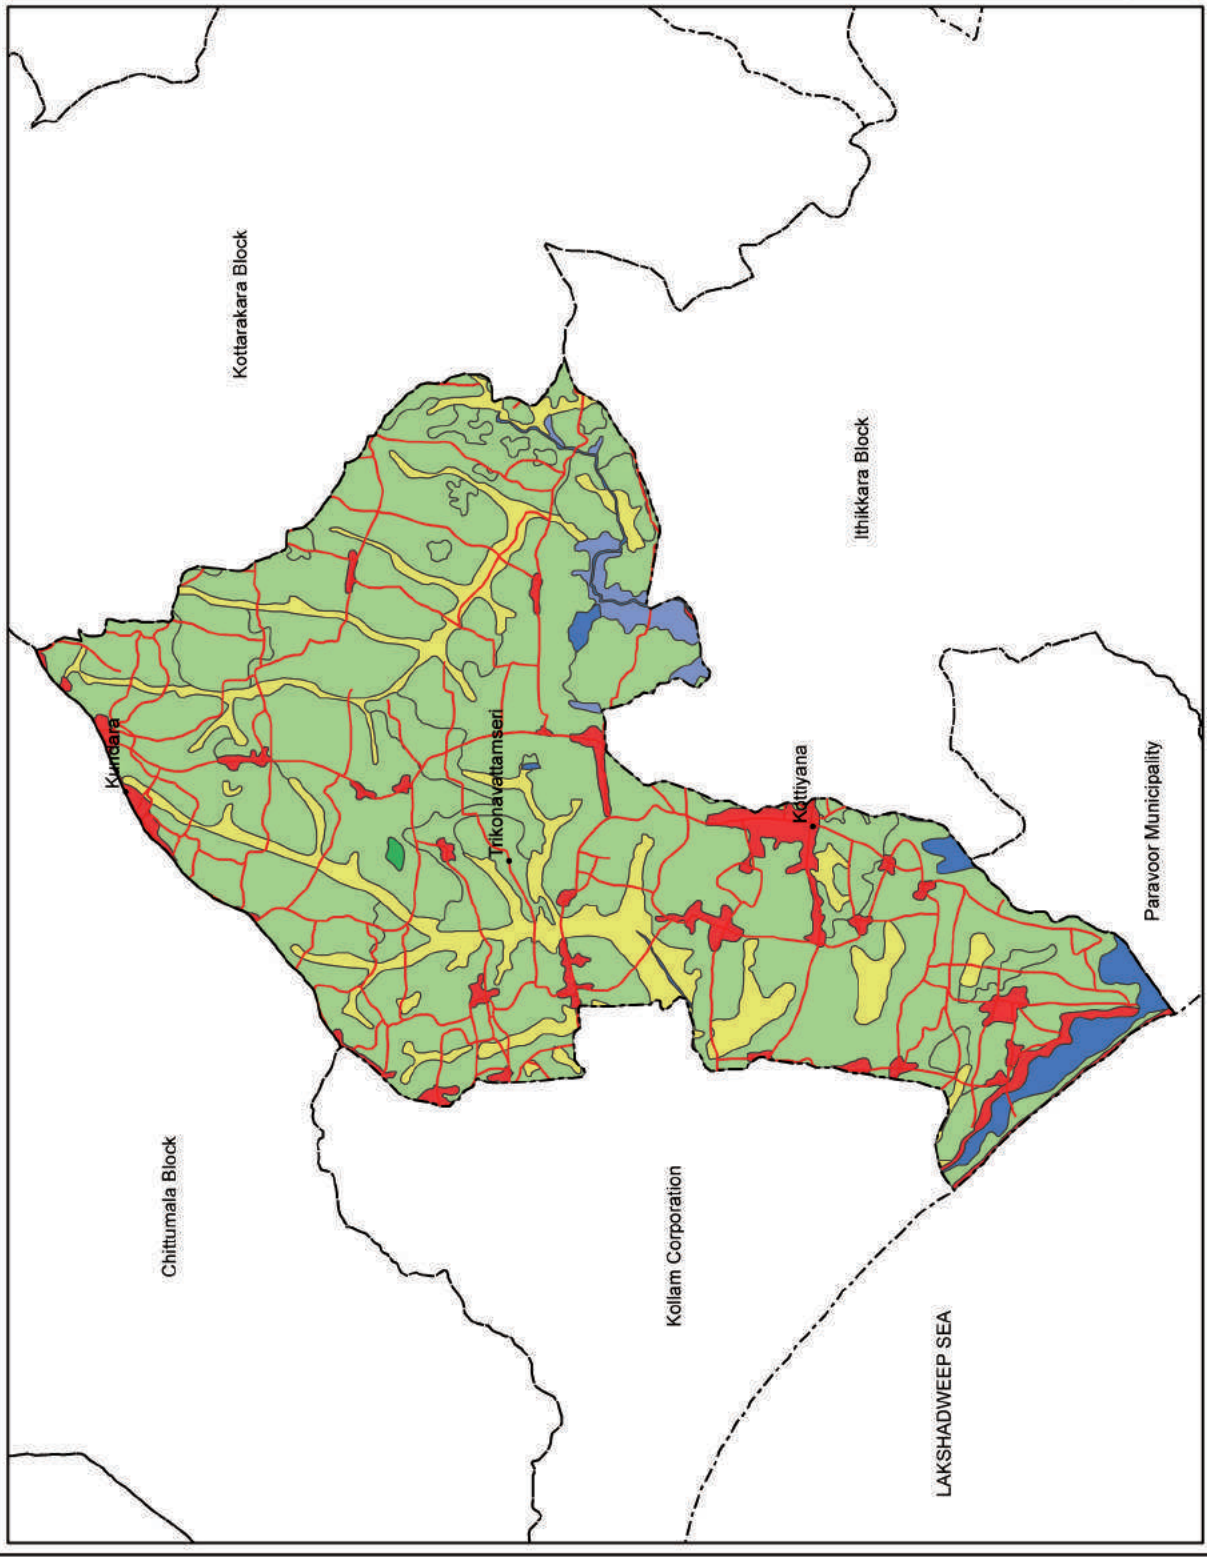 Kottarakara Block
Kundara
Ithikkara Block
Trikonavattamseri
Kottiyana
Paravoor Municipality
Chittumala Block
Kollam Corporation
LAKSHADWEEP SEA